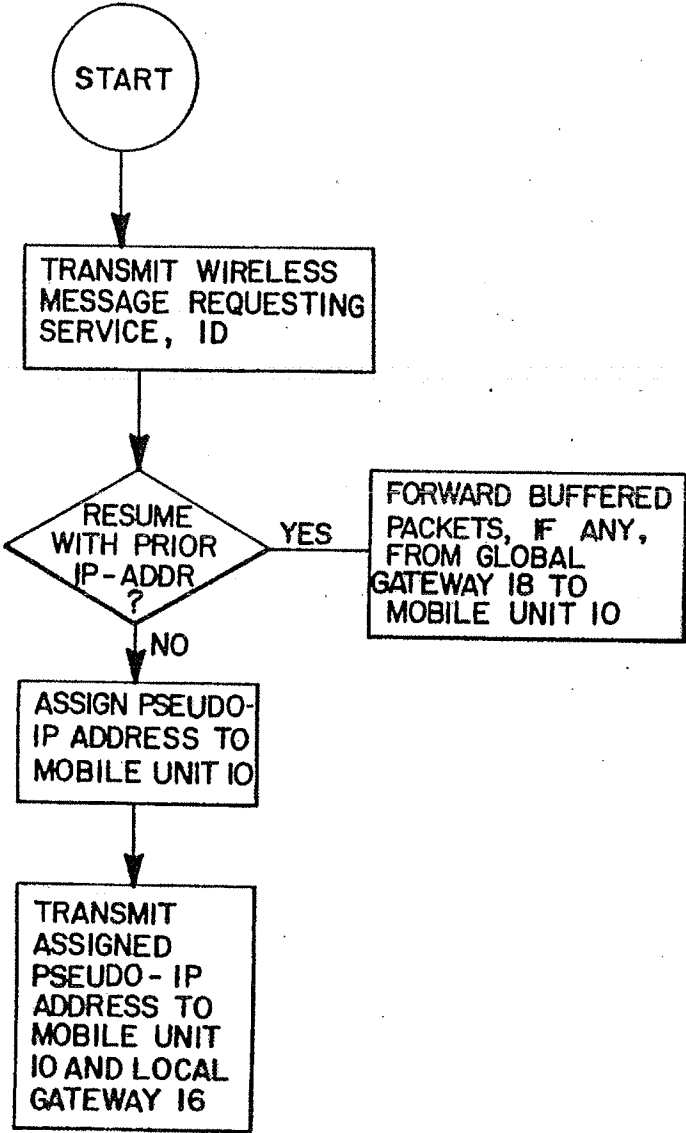 START
TRANSMIT WIRELESS
MESSAGE REQUESTING
SERVICE, ID
RESUME
WITH PRIOR
IP-ADDR
?
YES
FORWARD BUFFERED
PACKETS, IF ANY,
FROM GLOBAL
GATEWAY 18 TO
MOBILE UNIT 10
NO
ASSIGN PSEUDO-
IP ADDRESS TO
MOBILE UNIT 10
TRANSMIT
ASSIGNED
PSEUDO-IP
ADDRESS TO
MOBILE UNIT
10 AND LOCAL
GATEWAY 16